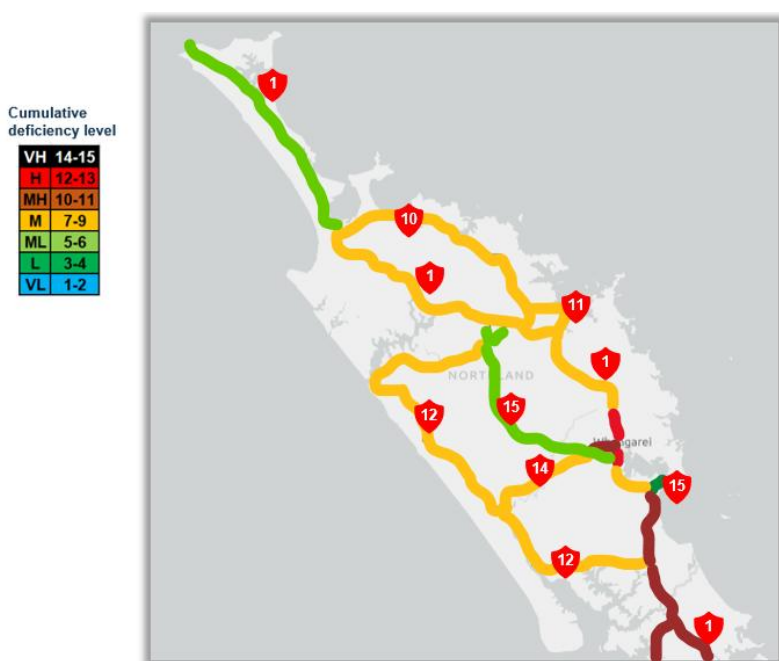 Cumulative
deficiency level
VH 14-15
H 12-13
MH 10-11
M 7-9
ML 5-6
L 3-4
VL 1-2
1
10
1
11
1
NORTHLAND
12
15
Whangarei
14
15
12
1